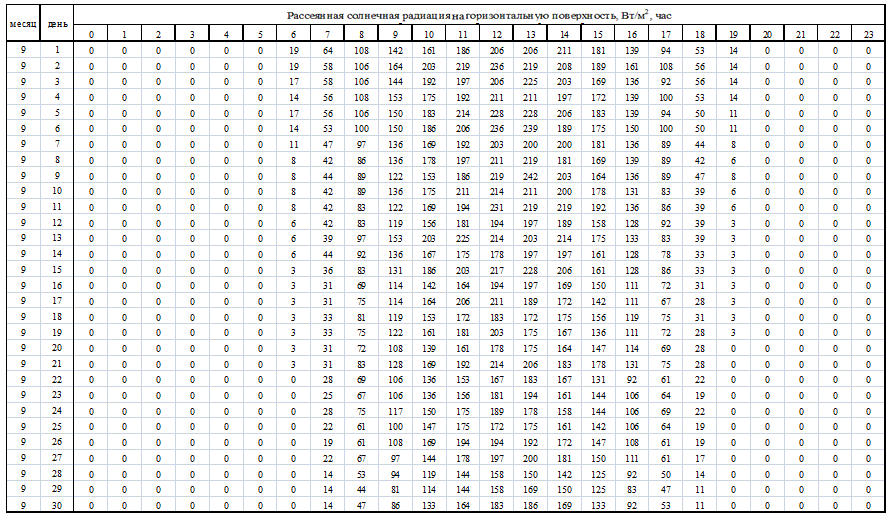 Рассеянная солнечная радиация на горизонтальную поверхность, Вт/м², час
месяц день 0 1 2 3 4 5 6 7 8 9 10 11 12 13 14 15 16 17 18 19 20 21 22 23
9 1 0 0 0 0 0 0 19 64 108 142 161 186 206 206 211 181 139 94 53 14 0 0 0 0
9 2 0 0 0 0 0 0 19 58 106 164 203 219 236 219 208 189 161 108 56 14 0 0 0 0
9 3 0 0 0 0 0 0 17 58 106 144 192 197 206 225 203 169 136 92 56 14 0 0 0 0
9 4 0 0 0 0 0 0 14 56 108 153 175 192 211 211 197 172 139 100 53 14 0 0 0 0
9 5 0 0 0 0 0 0 17 56 106 150 183 214 228 228 206 183 139 94 50 11 0 0 0 0
9 6 0 0 0 0 0 0 14 53 100 150 186 206 236 239 189 175 150 100 50 11 0 0 0 0
9 7 0 0 0 0 0 0 11 47 97 136 169 192 203 200 200 181 136 89 44 8 0 0 0 0
9 8 0 0 0 0 0 0 8 42 86 136 178 197 211 219 181 169 139 89 42 6 0 0 0 0
9 9 0 0 0 0 0 0 8 44 89 122 153 186 219 242 203 164 136 89 47 8 0 0 0 0
9 10 0 0 0 0 0 0 8 42 89 136 175 211 214 211 200 178 131 83 39 6 0 0 0 0
9 11 0 0 0 0 0 0 8 42 83 122 169 194 231 219 219 192 136 86 39 6 0 0 0 0
9 12 0 0 0 0 0 0 6 42 83 119 156 181 194 197 189 158 128 92 39 3 0 0 0 0
9 13 0 0 0 0 0 0 6 39 97 153 203 225 214 203 214 175 133 83 39 3 0 0 0 0
9 14 0 0 0 0 0 0 6 44 92 136 167 175 178 197 197 161 128 78 33 3 0 0 0 0
9 15 0 0 0 0 0 0 3 36 83 131 186 203 217 228 206 161 128 86 33 3 0 0 0 0
9 16 0 0 0 0 0 0 3 31 69 114 142 164 194 197 169 150 111 72 31 3 0 0 0 0
9 17 0 0 0 0 0 0 3 31 75 114 164 206 211 189 172 142 111 67 28 3 0 0 0 0
9 18 0 0 0 0 0 0 3 33 81 119 153 172 183 172 175 156 119 75 31 3 0 0 0 0
9 19 0 0 0 0 0 0 3 33 75 122 161 181 203 175 167 136 111 72 28 3 0 0 0 0
9 20 0 0 0 0 0 0 3 31 72 108 139 161 178 175 164 147 114 69 28 0 0 0 0 0
9 21 0 0 0 0 0 0 3 31 83 128 169 192 214 206 183 178 131 75 28 0 0 0 0 0
9 22 0 0 0 0 0 0 0 28 69 106 136 153 167 183 167 131 92 61 22 0 0 0 0 0
9 23 0 0 0 0 0 0 0 25 67 106 136 156 181 194 161 144 106 64 19 0 0 0 0 0
9 24 0 0 0 0 0 0 0 28 75 117 150 175 189 178 158 144 106 69 22 0 0 0 0 0
9 25 0 0 0 0 0 0 0 22 61 100 147 175 172 175 161 142 106 64 19 0 0 0 0 0
9 26 0 0 0 0 0 0 0 19 61 108 169 194 194 192 172 147 108 61 19 0 0 0 0 0
9 27 0 0 0 0 0 0 0 22 67 97 144 178 197 200 181 150 111 61 17 0 0 0 0 0
9 28 0 0 0 0 0 0 0 14 53 94 119 144 158 150 142 125 92 50 14 0 0 0 0 0
9 29 0 0 0 0 0 0 0 14 44 81 114 144 158 169 150 125 83 47 11 0 0 0 0 0
9 30 0 0 0 0 0 0 0 14 47 86 133 164 183 186 169 133 92 53 11 0 0 0 0 0